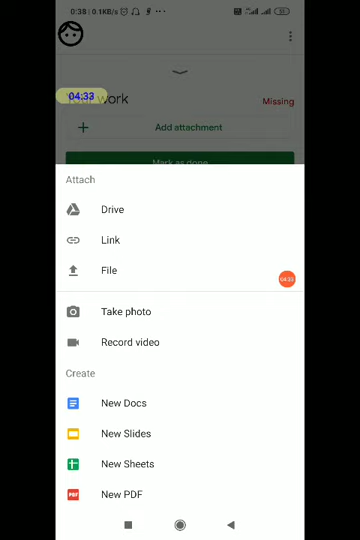 0:38 | 0.1KB/s
04:33
work
Missing
Add attachment
Mark as done
Attach
Drive
Link
File
04:33
Take photo
Record video
Create
New Docs
New Slides
New Sheets
PDF New PDF